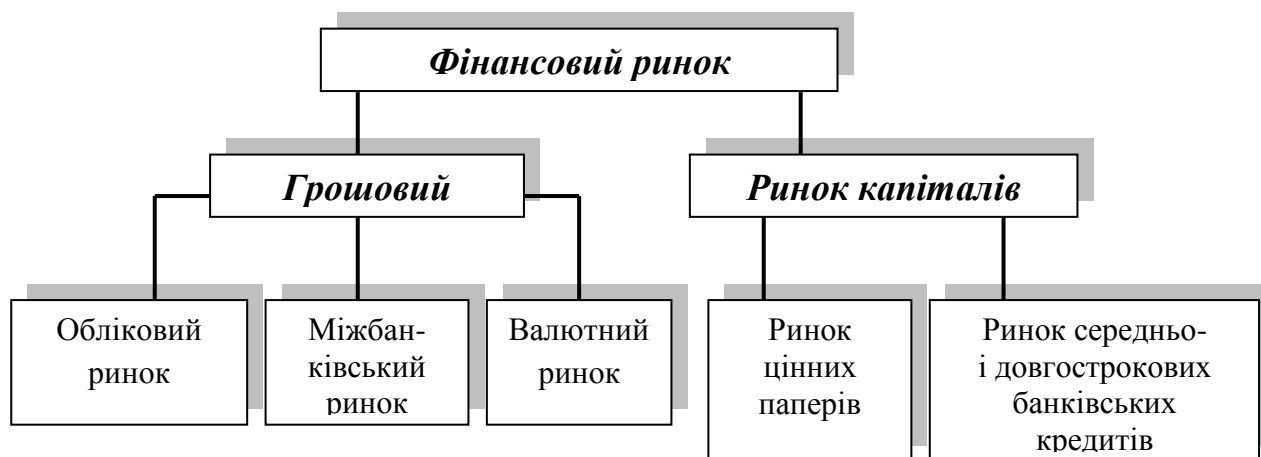 Фінансовий ринок
Грошовий
Ринок капіталів
Обліковий
ринок
Міжбан-
ківський
ринок
Валютний
ринок
Ринок
цінних
паперів
Ринок середньо-
і довгострокових
банківських
кредитів